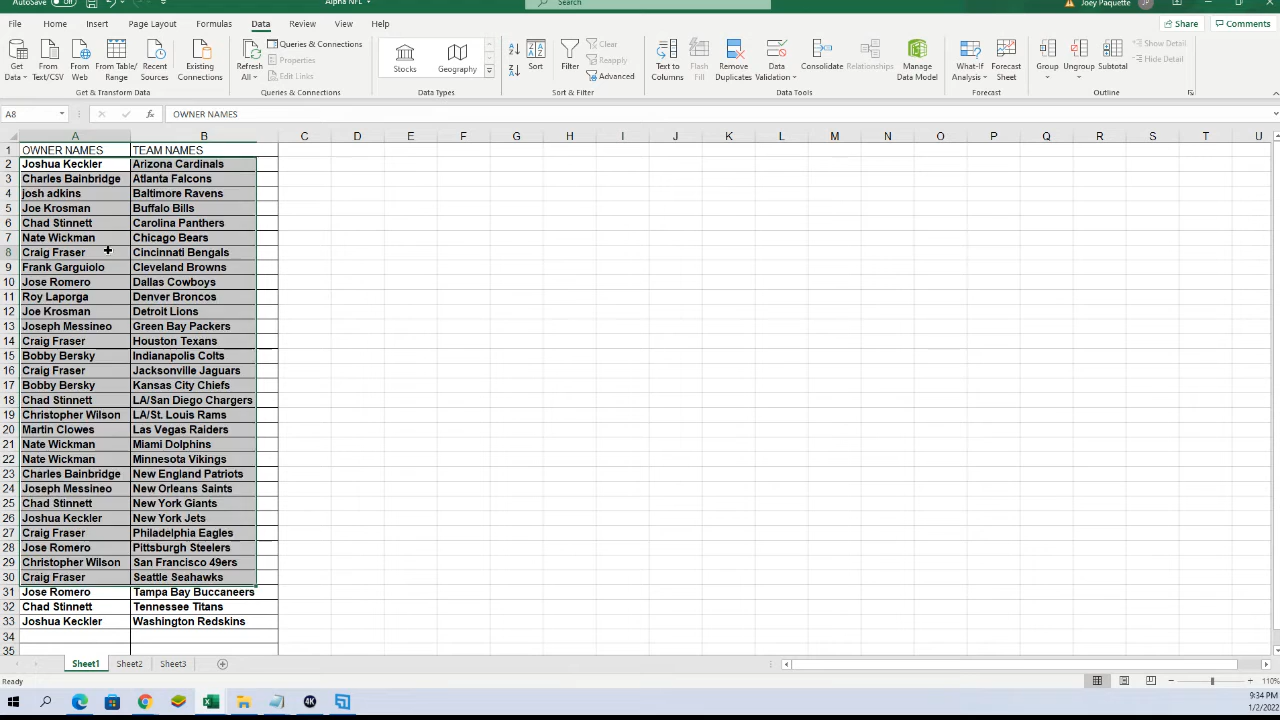 AutoSave Off Alpha NFL Search Joey Paquette JP
File Home Insert Page Layout Formulas Data Review View Help Share Comments
Get Data From Text/CSV From Web From Table/Range Recent Sources Existing Connections Refresh All Queries & Connections Properties Edit Links Stocks Geography Sort Filter Clear Reapply Advanced Text to Columns Flash Fill Remove Duplicates Data Validation Consolidate Relationships Manage Data Model What-If Analysis Forecast Sheet Group Ungroup Subtotal Show Detail Hide Detail
Get & Transform Data Queries & Connections Data Types Sort & Filter Data Tools Forecast Outline
A8 fx OWNER NAMES
A B C D E F G H I J K L M N O P Q R S T U
1 OWNER NAMES TEAM NAMES
2 Joshua Keckler Arizona Cardinals
3 Charles Bainbridge Atlanta Falcons
4 josh adkins Baltimore Ravens
5 Joe Krosman Buffalo Bills
6 Chad Stinnett Carolina Panthers
7 Nate Wickman Chicago Bears
8 Craig Fraser Cincinnati Bengals
9 Frank Garguiolo Cleveland Browns
10 Jose Romero Dallas Cowboys
11 Roy Laporga Denver Broncos
12 Joe Krosman Detroit Lions
13 Joseph Messineo Green Bay Packers
14 Craig Fraser Houston Texans
15 Bobby Bersky Indianapolis Colts
16 Craig Fraser Jacksonville Jaguars
17 Bobby Bersky Kansas City Chiefs
18 Chad Stinnett LA/San Diego Chargers
19 Christopher Wilson LA/St. Louis Rams
20 Martin Clowes Las Vegas Raiders
21 Nate Wickman Miami Dolphins
22 Nate Wickman Minnesota Vikings
23 Charles Bainbridge New England Patriots
24 Joseph Messineo New Orleans Saints
25 Chad Stinnett New York Giants
26 Joshua Keckler New York Jets
27 Craig Fraser Philadelphia Eagles
28 Jose Romero Pittsburgh Steelers
29 Christopher Wilson San Francisco 49ers
30 Craig Fraser Seattle Seahawks
31 Jose Romero Tampa Bay Buccaneers
32 Chad Stinnett Tennessee Titans
33 Joshua Keckler Washington Redskins
34
35
Sheet1 Sheet2 Sheet3
Ready 110%
4K 9:34 PM
1/2/2022